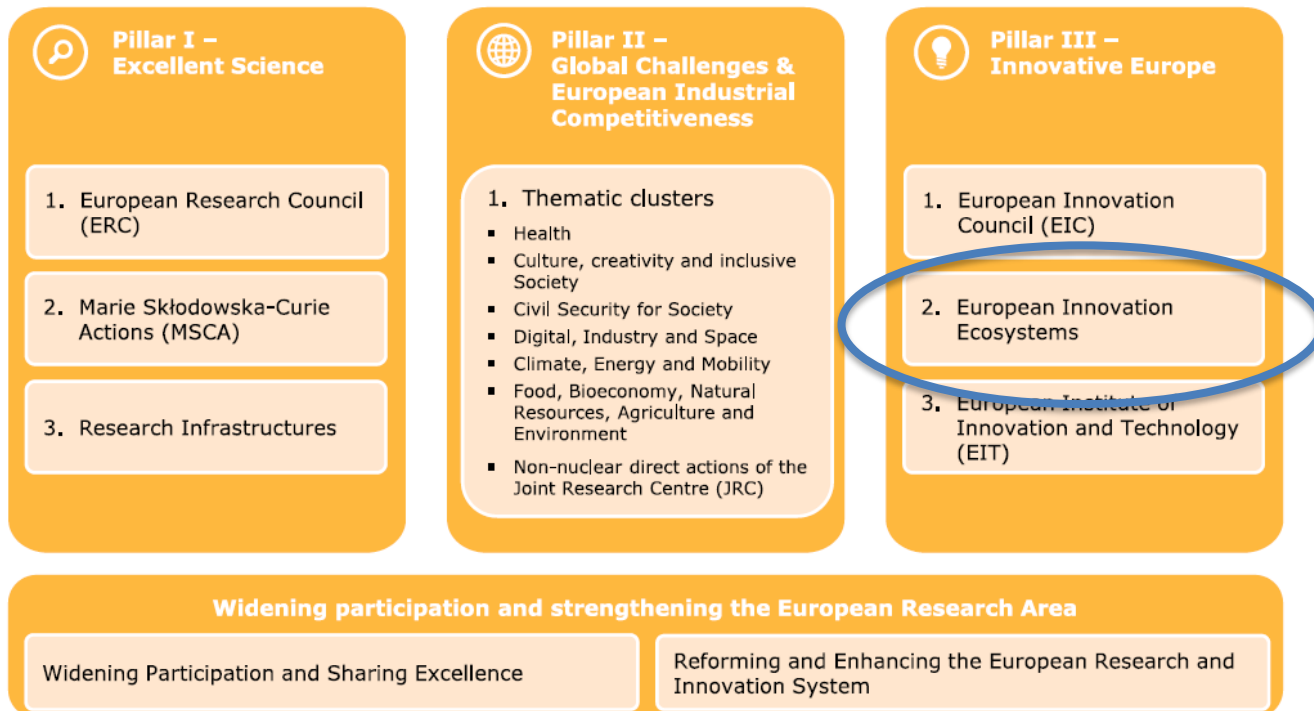 Pillar I –
Excellent Science
1. European Research Council
(ERC)
2. Marie Skłodowska-Curie
Actions (MSCA)
3. Research Infrastructures
Pillar II –
Global Challenges &
European Industrial
Competitiveness
1. Thematic clusters
▪ Health
▪ Culture, creativity and inclusive
Society
▪ Civil Security for Society
▪ Digital, Industry and Space
▪ Climate, Energy and Mobility
▪ Food, Bioeconomy, Natural
Resources, Agriculture and
Environment
▪ Non-nuclear direct actions of the
Joint Research Centre (JRC)
Pillar III –
Innovative Europe
1. European Innovation
Council (EIC)
2. European Innovation
Ecosystems
3. European Institute of
Innovation and Technology
(EIT)
Widening participation and strengthening the European Research Area
Widening Participation and Sharing Excellence
Reforming and Enhancing the European Research and
Innovation System